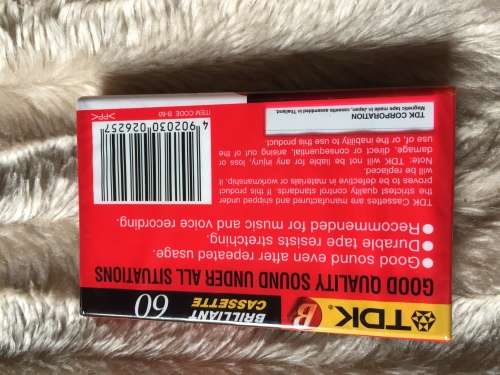 TDK B BRILLIANT
CASSETTE 60
GOOD QUALITY SOUND UNDER ALL SITUATIONS
● Good sound even after repeated usage.
● Durable tape resists stretching.
● Recommended for music and voice recording.
TDK Cassettes are manufactured and shipped under
the strictest quality control standards. If this product
proves to be defective in materials or workmanship, it
will be replaced.
Note: TDK will not be liable for any injury, loss or
damage, direct or consequential, arising out of the
use of, or the inability to use this product.
TDK CORPORATION
Magnetic tape made in Japan, cassette assembled in Thailand.
4 902030 026257
ITEM CODE B-60
>PP<